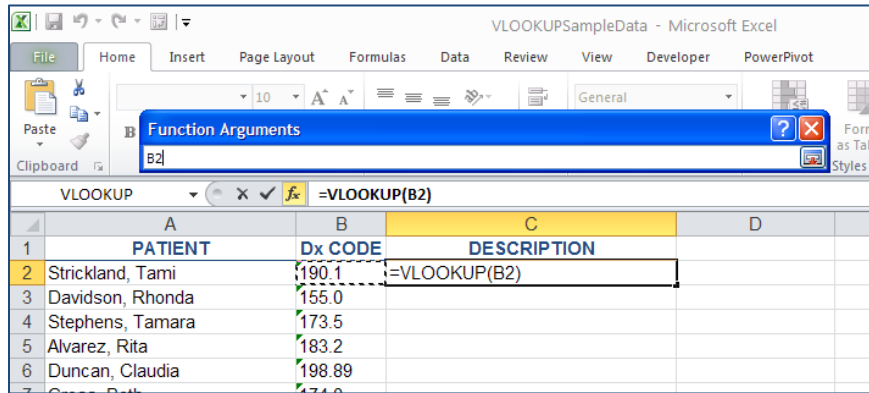 VLOOKUPSampleData - Microsoft Excel
File Home Insert Page Layout Formulas Data Review View Developer PowerPivot
Paste
10 A A General
B
Clipboard
Styles
Function Arguments
B2
VLOOKUP fx =VLOOKUP(B2)
A B C D
1 PATIENT Dx CODE DESCRIPTION
2 Strickland, Tami 190.1 =VLOOKUP(B2)
3 Davidson, Rhonda 155.0
4 Stephens, Tamara 173.5
5 Alvarez, Rita 183.2
6 Duncan, Claudia 198.89